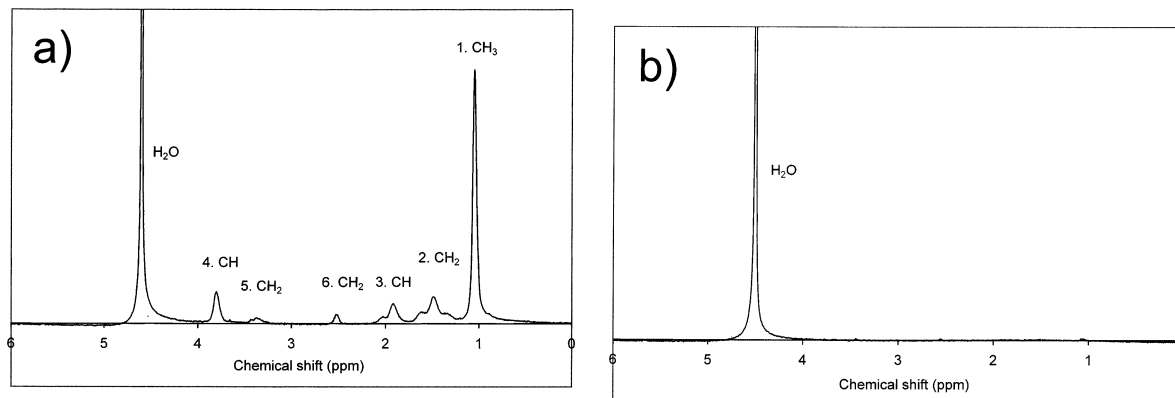 a)
1. CH₃
H₂O
4. CH
5. CH₂
6. CH₂
3. CH
2. CH₂
6 5 4 3 2 1 0
Chemical shift (ppm)
b)
H₂O
6 5 4 3 2 1
Chemical shift (ppm)